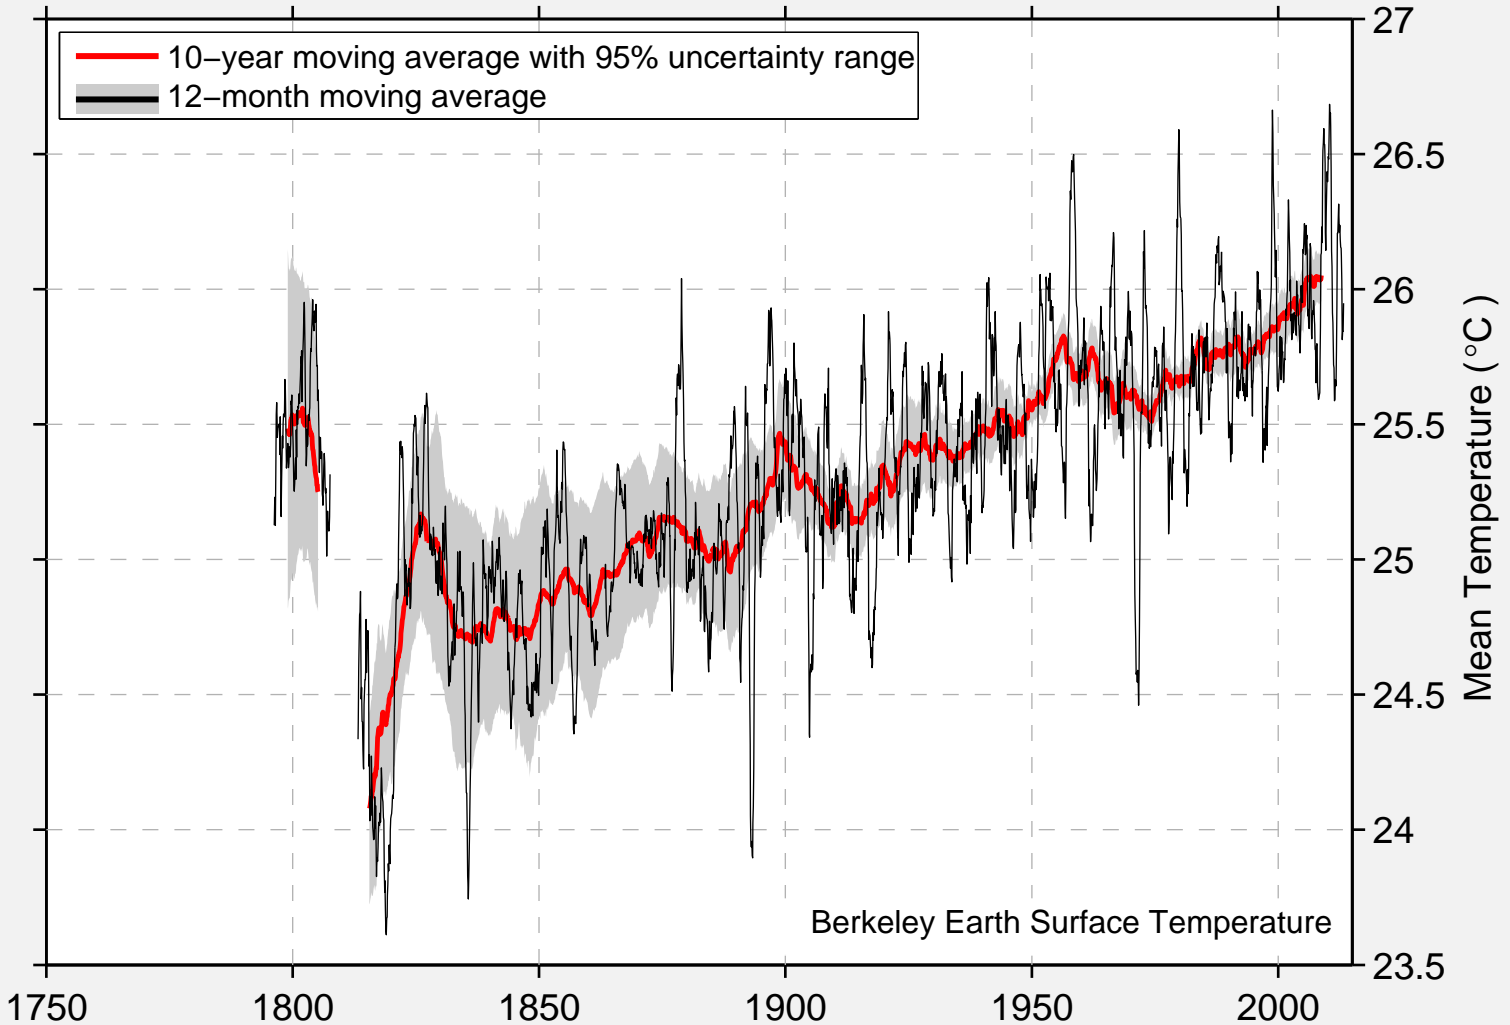 10−year moving average with 95% uncertainty range
12−month moving average
27
26.5
26
25.5
25
24.5
24
23.5
Mean Temperature (°C )
Berkeley Earth Surface Temperature
1750 1800 1850 1900 1950 2000